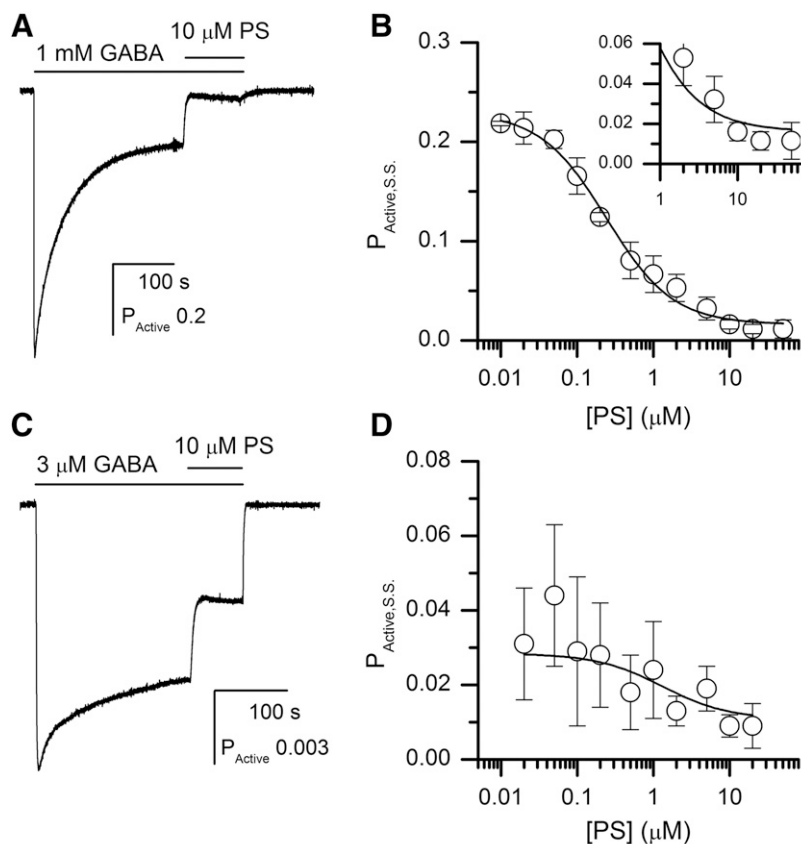 A
10 μM PS
1 mM GABA
100 s
P_Active 0.2
B
0.3
0.2
0.1
0.0
P_Active,S.S.
0.01 0.1 1 10
[PS] (μM)
0.06
0.04
0.02
0.00
1 10
C
10 μM PS
3 μM GABA
100 s
P_Active 0.003
D
0.08
0.06
0.04
0.02
0.00
P_Active,S.S.
0.01 0.1 1 10
[PS] (μM)